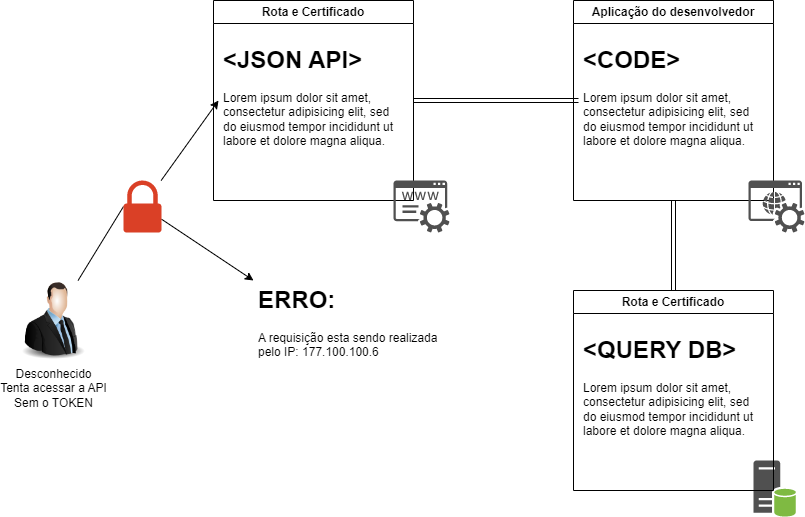 Rota e Certificado
<JSON API>
Lorem ipsum dolor sit amet,
consectetur adipisicing elit, sed
do eiusmod tempor incididunt ut
labore et dolore magna aliqua.
WWW
Aplicação do desenvolvedor
<CODE>
Lorem ipsum dolor sit amet,
consectetur adipisicing elit, sed
do eiusmod tempor incididunt ut
labore et dolore magna aliqua.
ERRO:
A requisição esta sendo realizada
pelo IP: 177.100.100.6
Desconhecido
Tenta acessar a API
Sem o TOKEN
Rota e Certificado
<QUERY DB>
Lorem ipsum dolor sit amet,
consectetur adipisicing elit, sed
do eiusmod tempor incididunt ut
labore et dolore magna aliqua.